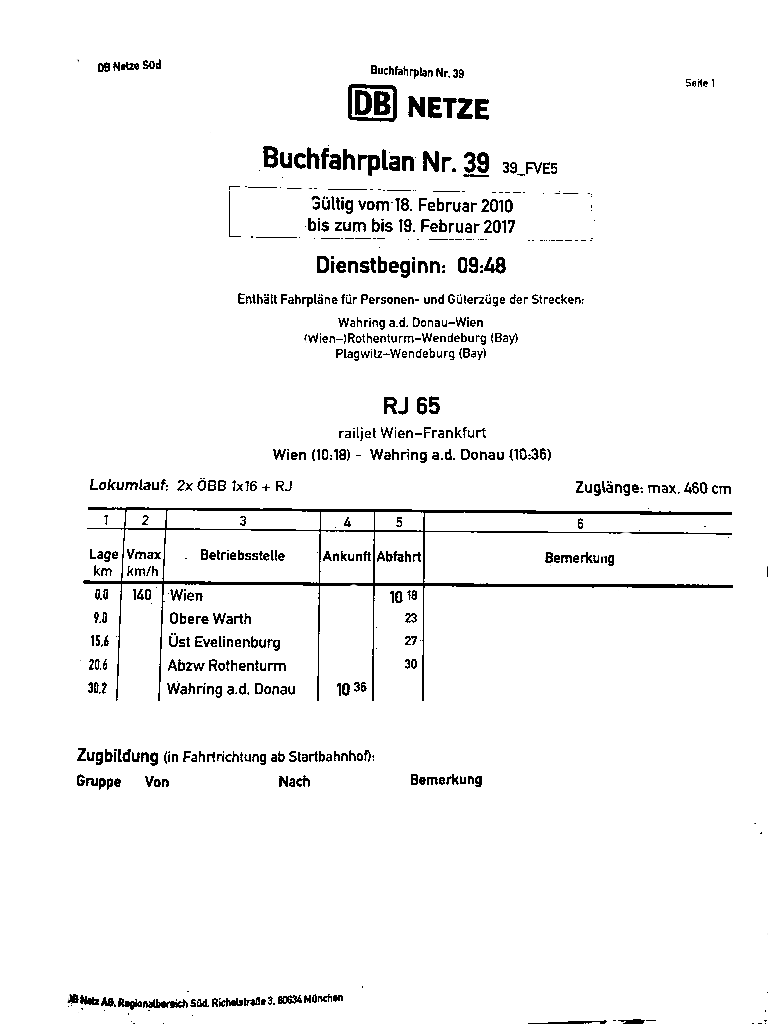 DB Netze Süd
Buchfahrplan Nr. 39
Seite 1
DB NETZE
Buchfahrplan Nr. 39 39_FVE5
Gültig vom 18. Februar 2010
bis zum bis 19. Februar 2017
Dienstbeginn: 09:48
Enthält Fahrpläne für Personen- und Güterzüge der Strecken:
Wahring a.d. Donau-Wien
(Wien-)Rothenturm-Wendeburg (Bay)
Plagwitz-Wendeburg (Bay)
RJ 65
railjet Wien-Frankfurt
Wien (10:18) - Wahring a.d. Donau (10:36)
Lokumlauf: 2x ÖBB 1x16 + RJ Zuglänge: max. 460 cm
1 2 3 4 5 6
Lage km Vmax km/h Betriebsstelle Ankunft Abfahrt Bemerkung
0.0 140 Wien 10 18
9.0 Obere Warth 23
15.6 Üst Evelinenburg 27
20.6 Abzw Rothenturm 30
30.2 Wahring a.d. Donau 10 36
Zugbildung (in Fahrtrichtung ab Startbahnhof):
Gruppe Von Nach Bemerkung
DB Netz AG, Regionalbereich Süd, Richelstraße 3, 80634 München